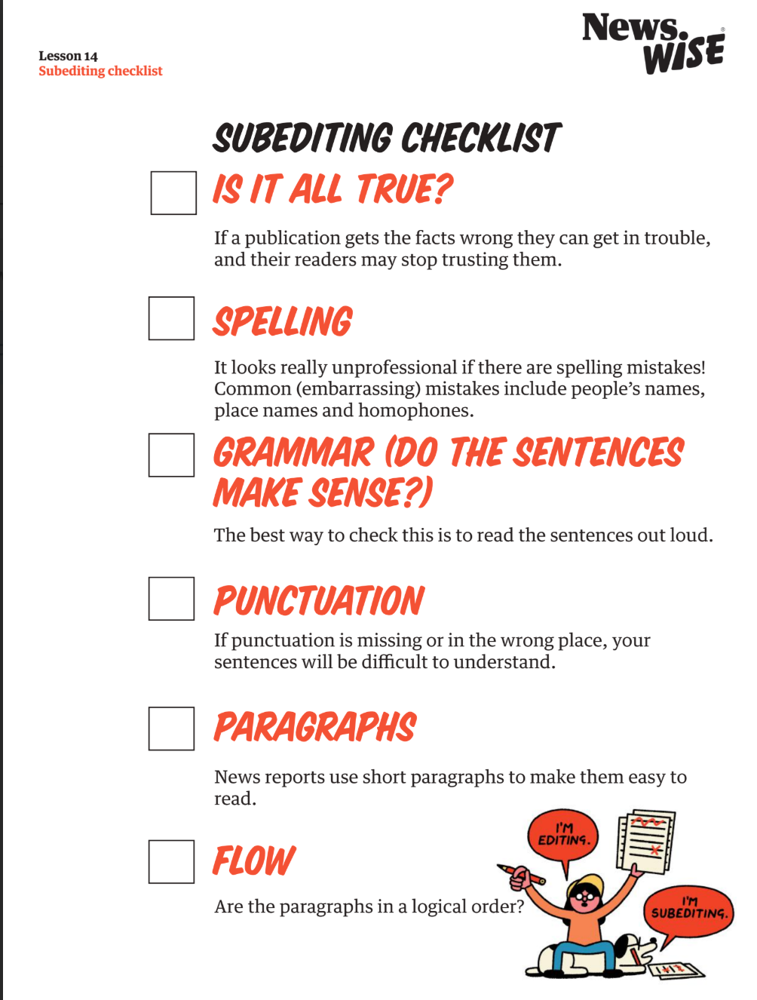 News.
WISE®
Lesson 14
Subediting checklist
SUBEDITING CHECKLIST
IS IT ALL TRUE?
If a publication gets the facts wrong they can get in trouble,
and their readers may stop trusting them.
SPELLING
It looks really unprofessional if there are spelling mistakes!
Common (embarrassing) mistakes include people’s names,
place names and homophones.
GRAMMAR (DO THE SENTENCES
MAKE SENSE?)
The best way to check this is to read the sentences out loud.
PUNCTUATION
If punctuation is missing or in the wrong place, your
sentences will be difficult to understand.
PARAGRAPHS
News reports use short paragraphs to make them easy to
read.
FLOW
Are the paragraphs in a logical order?
I'M
EDITING.
I'M
SUBEDITING.